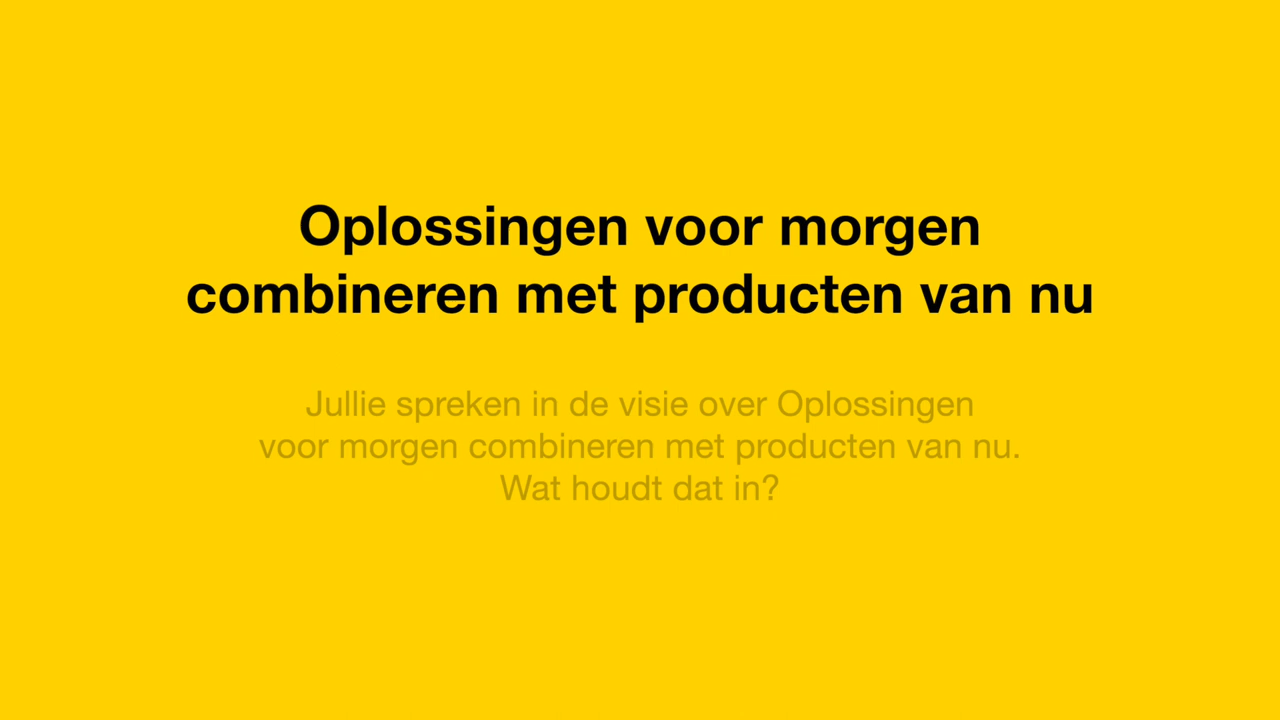 Oplossingen voor morgen
combineren met producten van nu
Jullie spreken in de visie over Oplossingen
voor morgen combineren met producten van nu.
Wat houdt dat in?